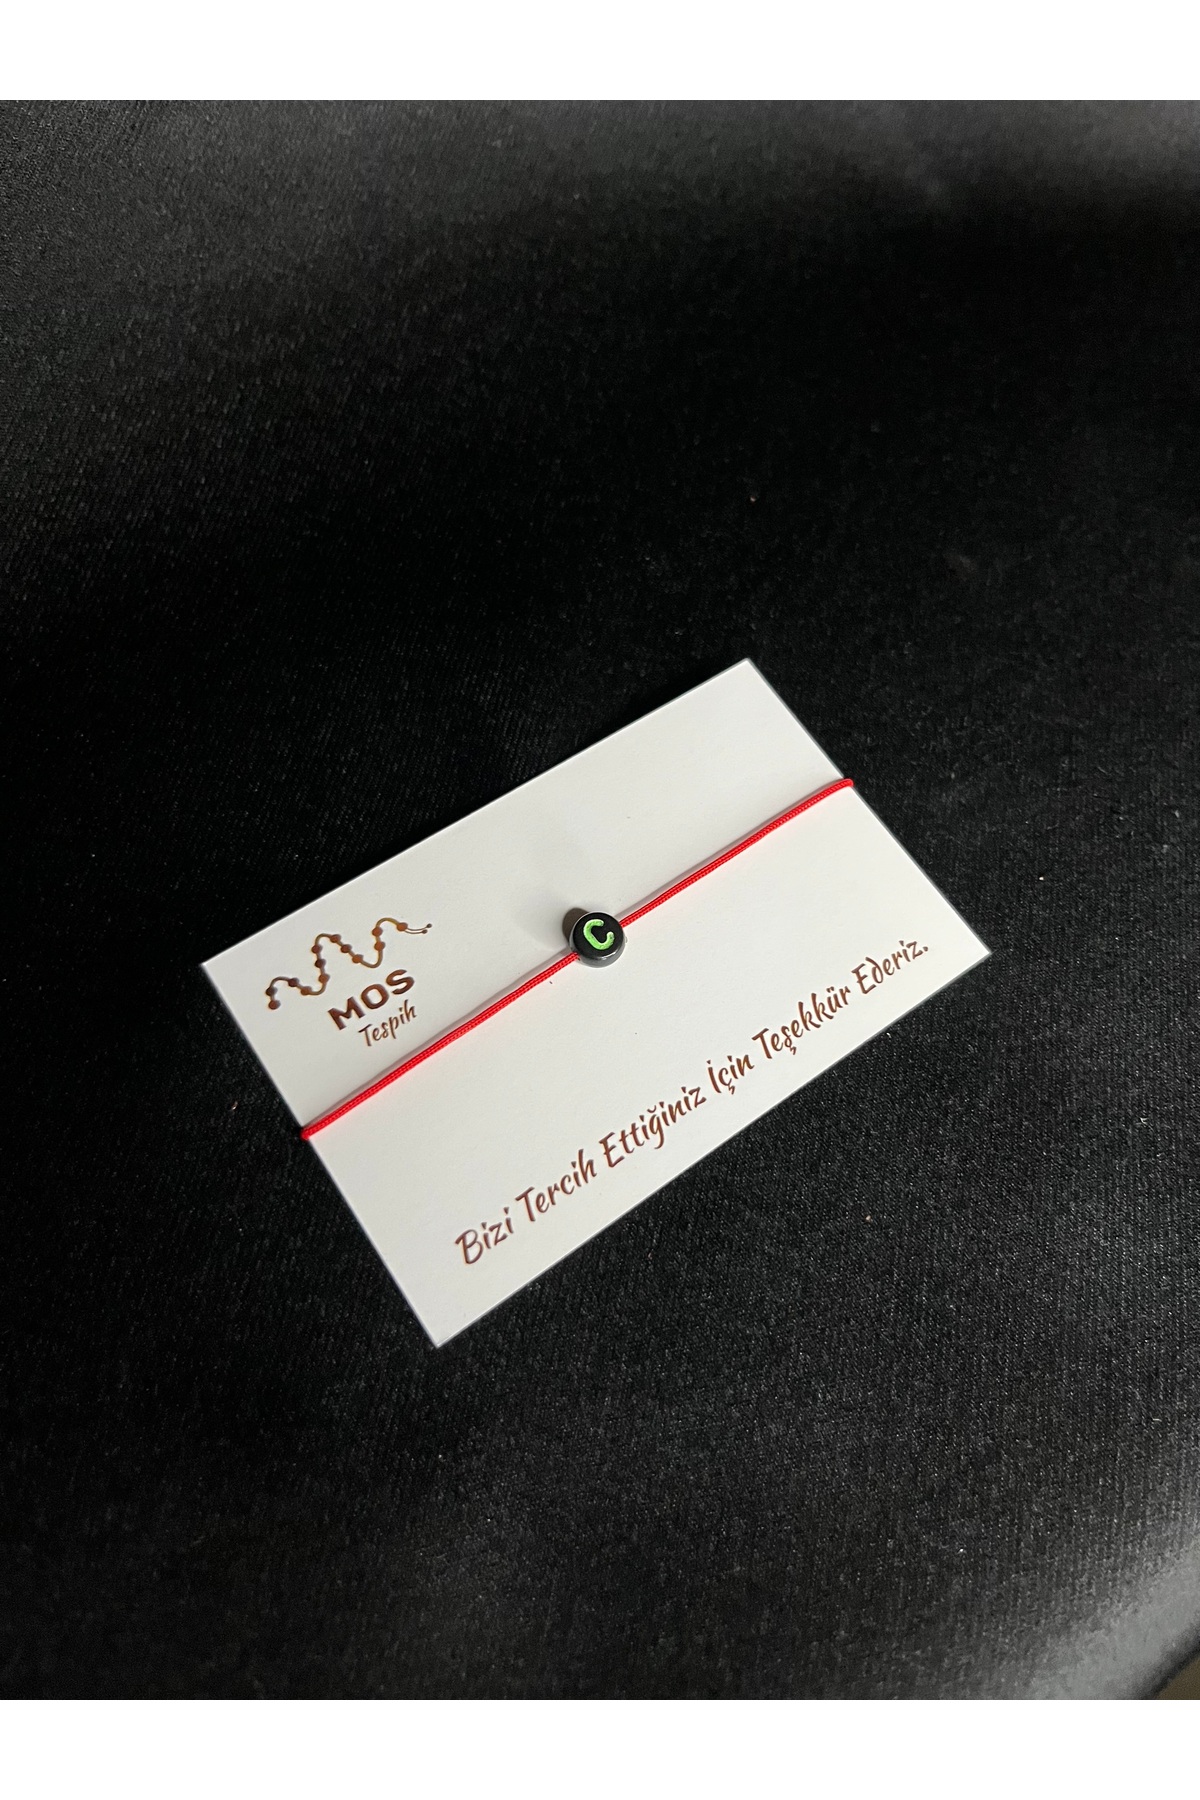 MOS
Tespih
C
Bizi Tercih Ettiğiniz İçin Teşekkür Ederiz.